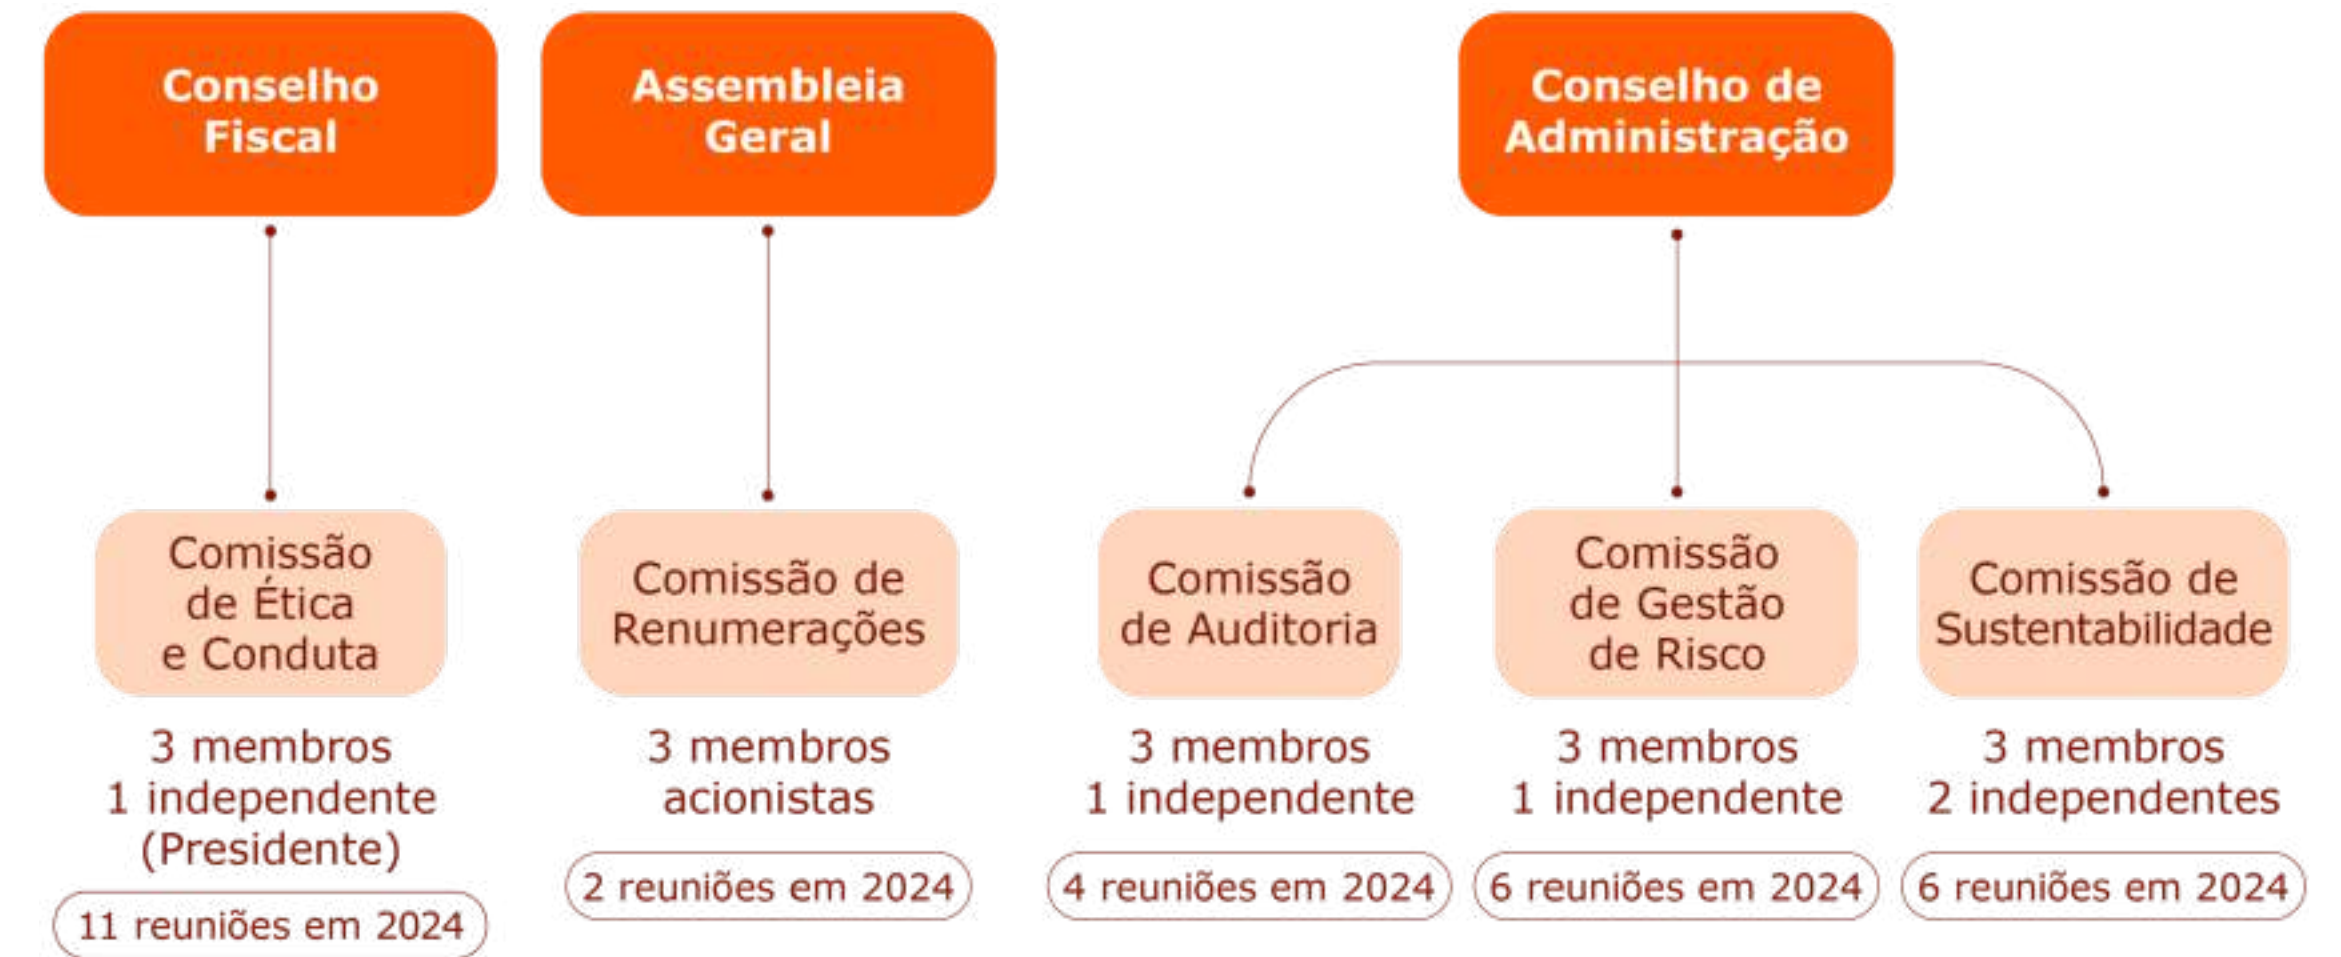 Conselho
Fiscal
Assembleia
Geral
Conselho de
Administração
Comissão
de Ética
e Conduta
3 membros
1 independente
(Presidente)
11 reuniões em 2024
Comissão de
Renumerações
3 membros
acionistas
2 reuniões em 2024
Comissão
de Auditoria
3 membros
1 independente
4 reuniões em 2024
Comissão
de Gestão
de Risco
3 membros
1 independente
6 reuniões em 2024
Comissão de
Sustentabilidade
3 membros
2 independentes
6 reuniões em 2024